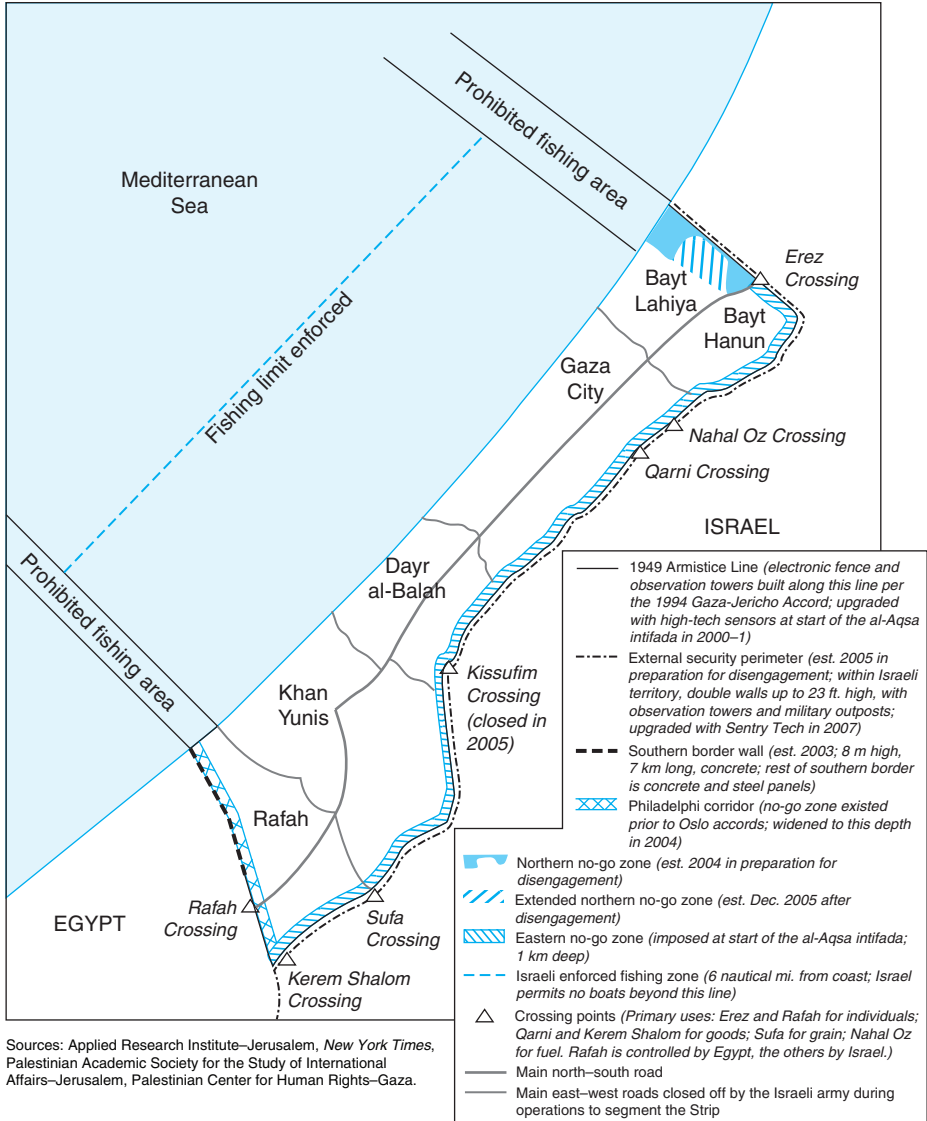 Prohibited fishing area
Mediterranean
Sea
Fishing limit enforced
Erez
Crossing
Bayt
Lahiya
Bayt
Hanun
Gaza
City
Nahal Oz Crossing
Qarni Crossing
ISRAEL
Prohibited fishing area
Dayr
al-Balah
Kissufim
Crossing
(closed in
2005)
Khan
Yunis
Rafah
EGYPT
Rafah
Crossing
Sufa
Crossing
Kerem Shalom
Crossing
1949 Armistice Line (electronic fence and
observation towers built along this line per
the 1994 Gaza-Jericho Accord; upgraded
with high-tech sensors at start of the al-Aqsa
intifada in 2000–1)
External security perimeter (est. 2005 in
preparation for disengagement; within Israeli
territory, double walls up to 23 ft. high, with
observation towers and military outposts;
upgraded with Sentry Tech in 2007)
Southern border wall (est. 2003; 8 m high,
7 km long, concrete; rest of southern border
is concrete and steel panels)
Philadelphi corridor (no-go zone existed
prior to Oslo accords; widened to this depth
in 2004)
Northern no-go zone (est. 2004 in preparation for
disengagement)
Extended northern no-go zone (est. Dec. 2005 after
disengagement)
Eastern no-go zone (imposed at start of the al-Aqsa intifada;
1 km deep)
Israeli enforced fishing zone (6 nautical mi. from coast; Israel
permits no boats beyond this line)
Crossing points (Primary uses: Erez and Rafah for individuals;
Qarni and Kerem Shalom for goods; Sufa for grain; Nahal Oz
for fuel. Rafah is controlled by Egypt, the others by Israel.)
Main north–south road
Main east–west roads closed off by the Israeli army during
operations to segment the Strip
Sources: Applied Research Institute–Jerusalem, New York Times,
Palestinian Academic Society for the Study of International
Affairs–Jerusalem, Palestinian Center for Human Rights–Gaza.